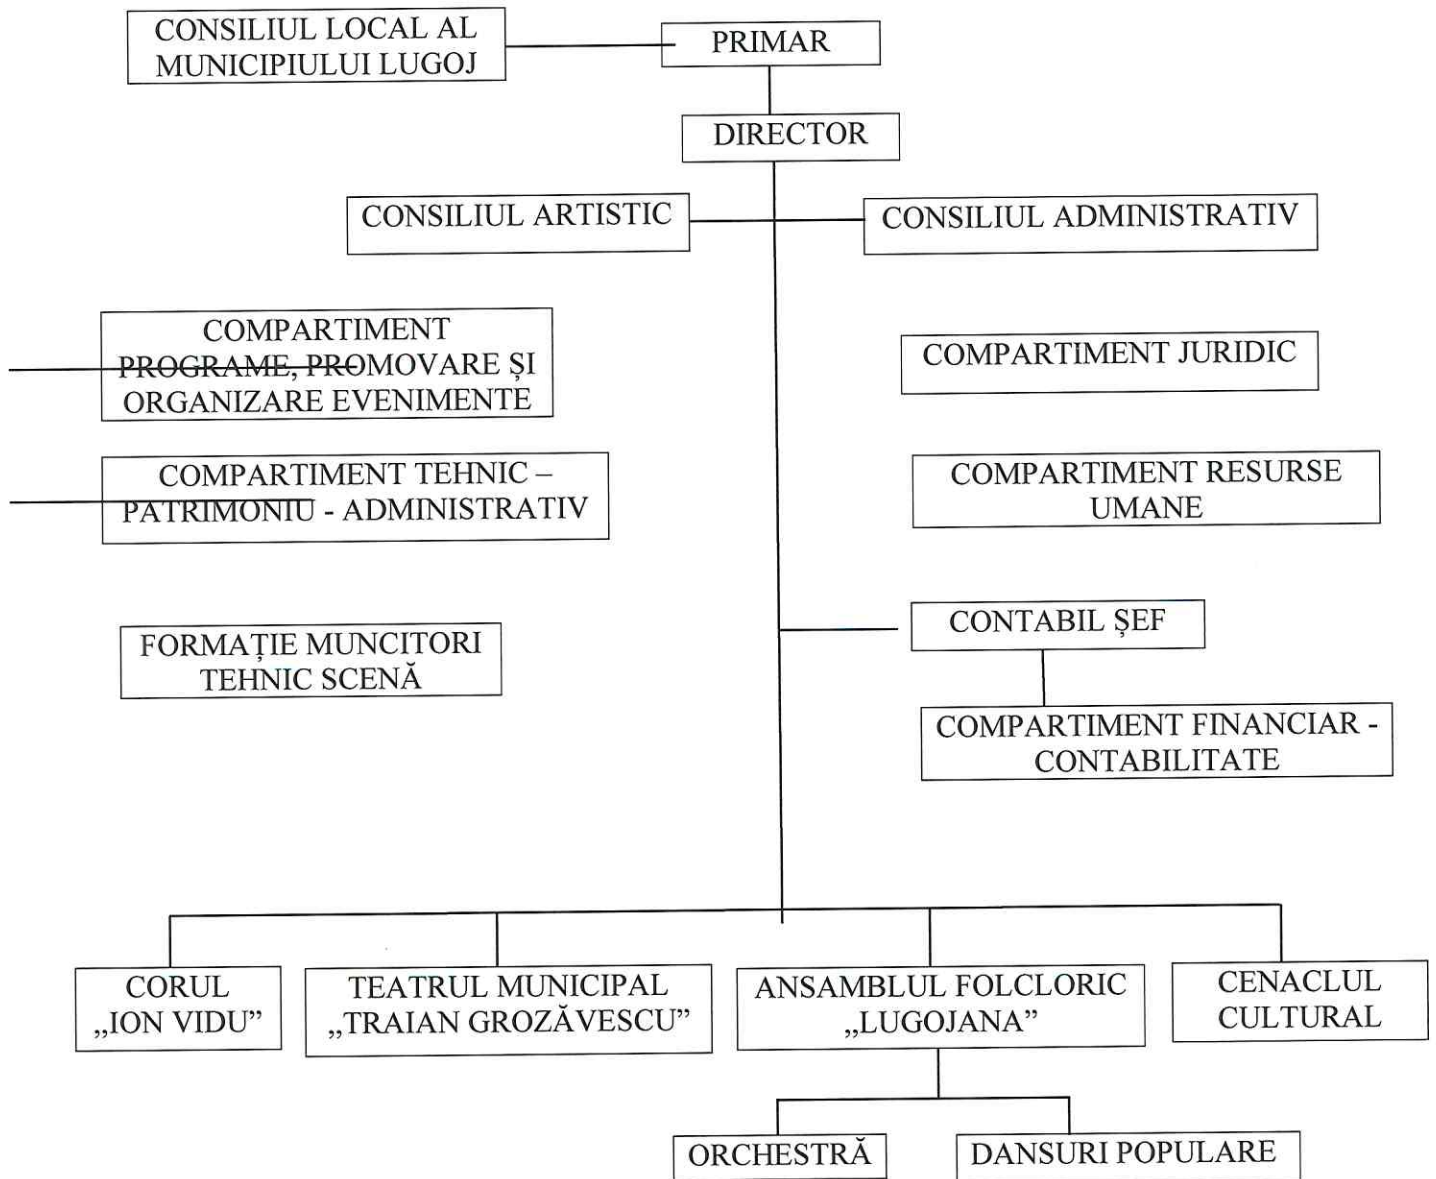 CONSILIUL LOCAL AL
MUNICIPIULUI LUGOJ
PRIMAR
DIRECTOR
CONSILIUL ARTISTIC
CONSILIUL ADMINISTRATIV
COMPARTIMENT
PROGRAME, PROMOVARE ȘI
ORGANIZARE EVENIMENTE
COMPARTIMENT JURIDIC
COMPARTIMENT TEHNIC –
PATRIMONIU - ADMINISTRATIV
COMPARTIMENT RESURSE
UMANE
FORMAȚIE MUNCITORI
TEHNIC SCENĂ
CONTABIL ȘEF
COMPARTIMENT FINANCIAR -
CONTABILITATE
CORUL
„ION VIDU”
TEATRUL MUNICIPAL
„TRAIAN GROZĂVESCU”
ANSAMBLUL FOLCLORIC
„LUGOJANA”
CENACLUL
CULTURAL
ORCHESTRĂ
DANSURI POPULARE